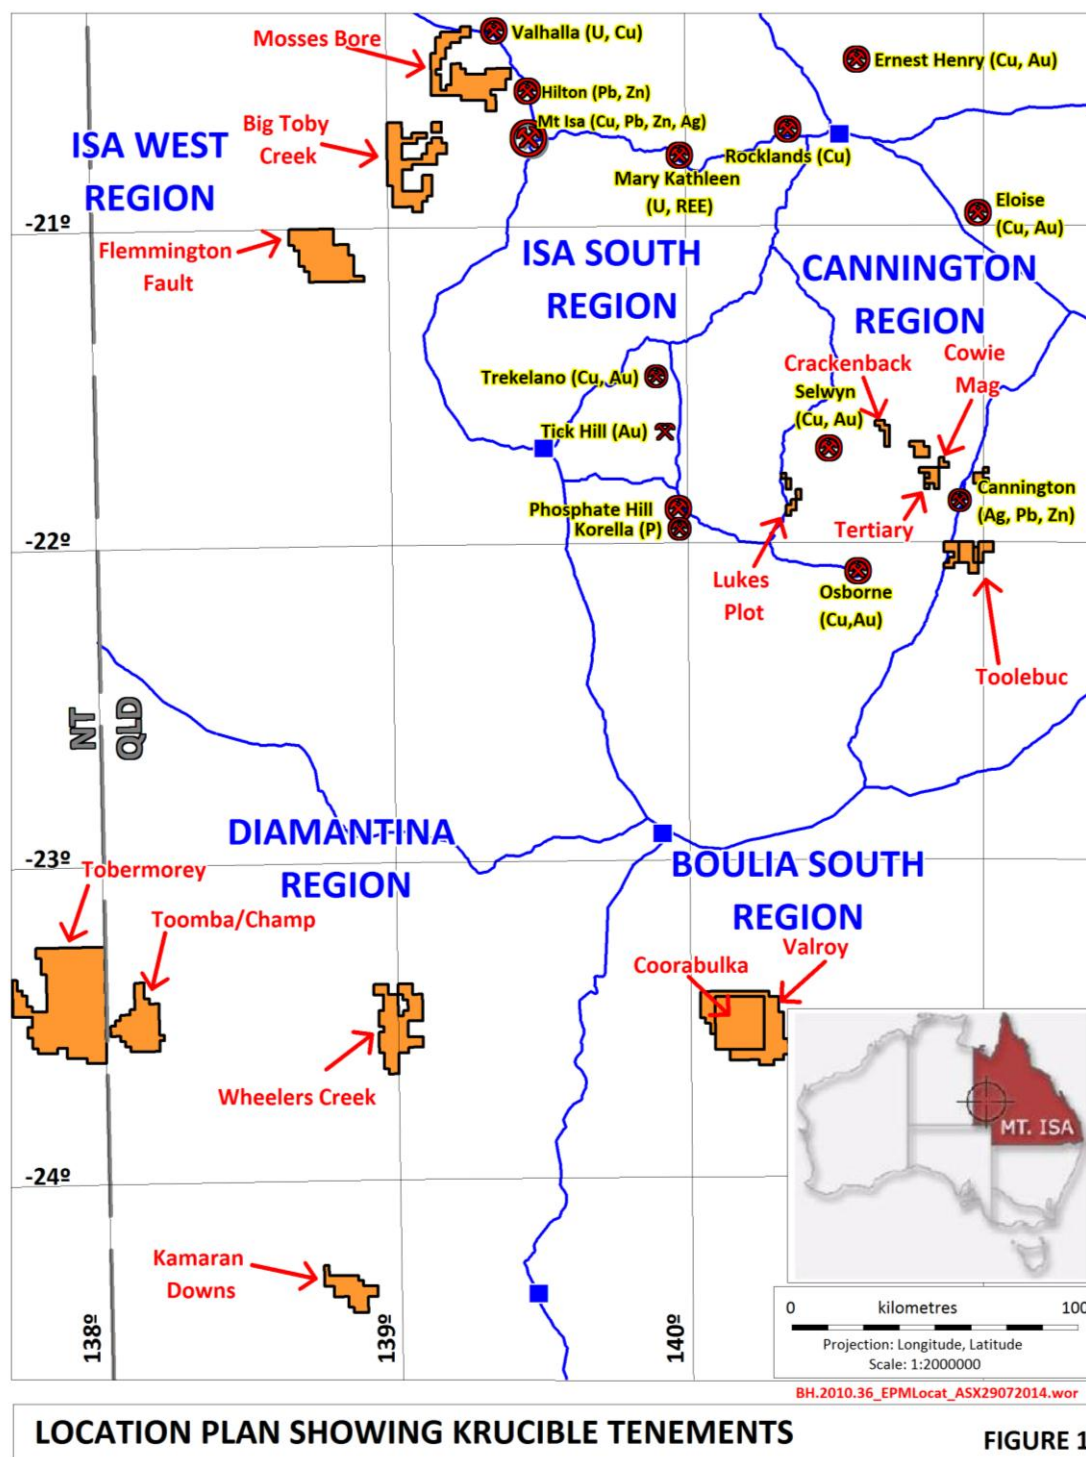 Mosses Bore
Valhalla (U, Cu)
Ernest Henry (Cu, Au)
Hilton (Pb, Zn)
Mt Isa (Cu, Pb, Zn, Ag)
Big Toby
Creek
ISA WEST
REGION
Rocklands (Cu)
Mary Kathleen
(U, REE)
Eloise
(Cu, Au)
-21º
Flemmington
Fault
ISA SOUTH
REGION
CANNINGTON
REGION
Crackenback
Cowie
Mag
Trekelano (Cu, Au)
Selwyn
(Cu, Au)
Tick Hill (Au)
Phosphate Hill
Korella (P)
Cannington
(Ag, Pb, Zn)
Tertiary
-22º
Lukes
Plot
Osborne
(Cu,Au)
Toolebuc
NT
QLD
DIAMANTINA
REGION
-23º
BOULIA SOUTH
REGION
Tobermorey
Toomba/Champ
Coorabulka
Valroy
Wheelers Creek
MT. ISA
-24º
Kamaran
Downs
138º
139º
140º
0 kilometres 100
Projection: Longitude, Latitude
Scale: 1:2000000
BH.2010.36_EPMLocat_ASX29072014.wor
LOCATION PLAN SHOWING KRUCIBLE TENEMENTS
FIGURE 1